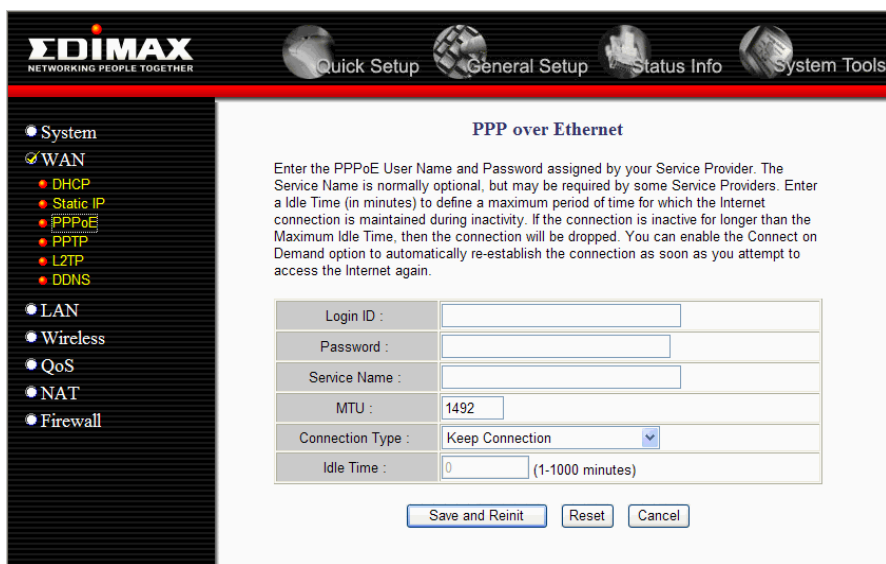 EDIMAX
NETWORKING PEOPLE TOGETHER
Quick Setup
General Setup
Status Info
System Tools
System
WAN
DHCP
Static IP
PPPoE
PPTP
L2TP
DDNS
LAN
Wireless
QoS
NAT
Firewall
PPP over Ethernet
Enter the PPPoE User Name and Password assigned by your Service Provider. The
Service Name is normally optional, but may be required by some Service Providers. Enter
a Idle Time (in minutes) to define a maximum period of time for which the Internet
connection is maintained during inactivity. If the connection is inactive for longer than the
Maximum Idle Time, then the connection will be dropped. You can enable the Connect on
Demand option to automatically re-establish the connection as soon as you attempt to
access the Internet again.
Login ID :
Password :
Service Name :
MTU : 1492
Connection Type : Keep Connection
Idle Time : 0 (1-1000 minutes)
Save and Reinit Reset Cancel